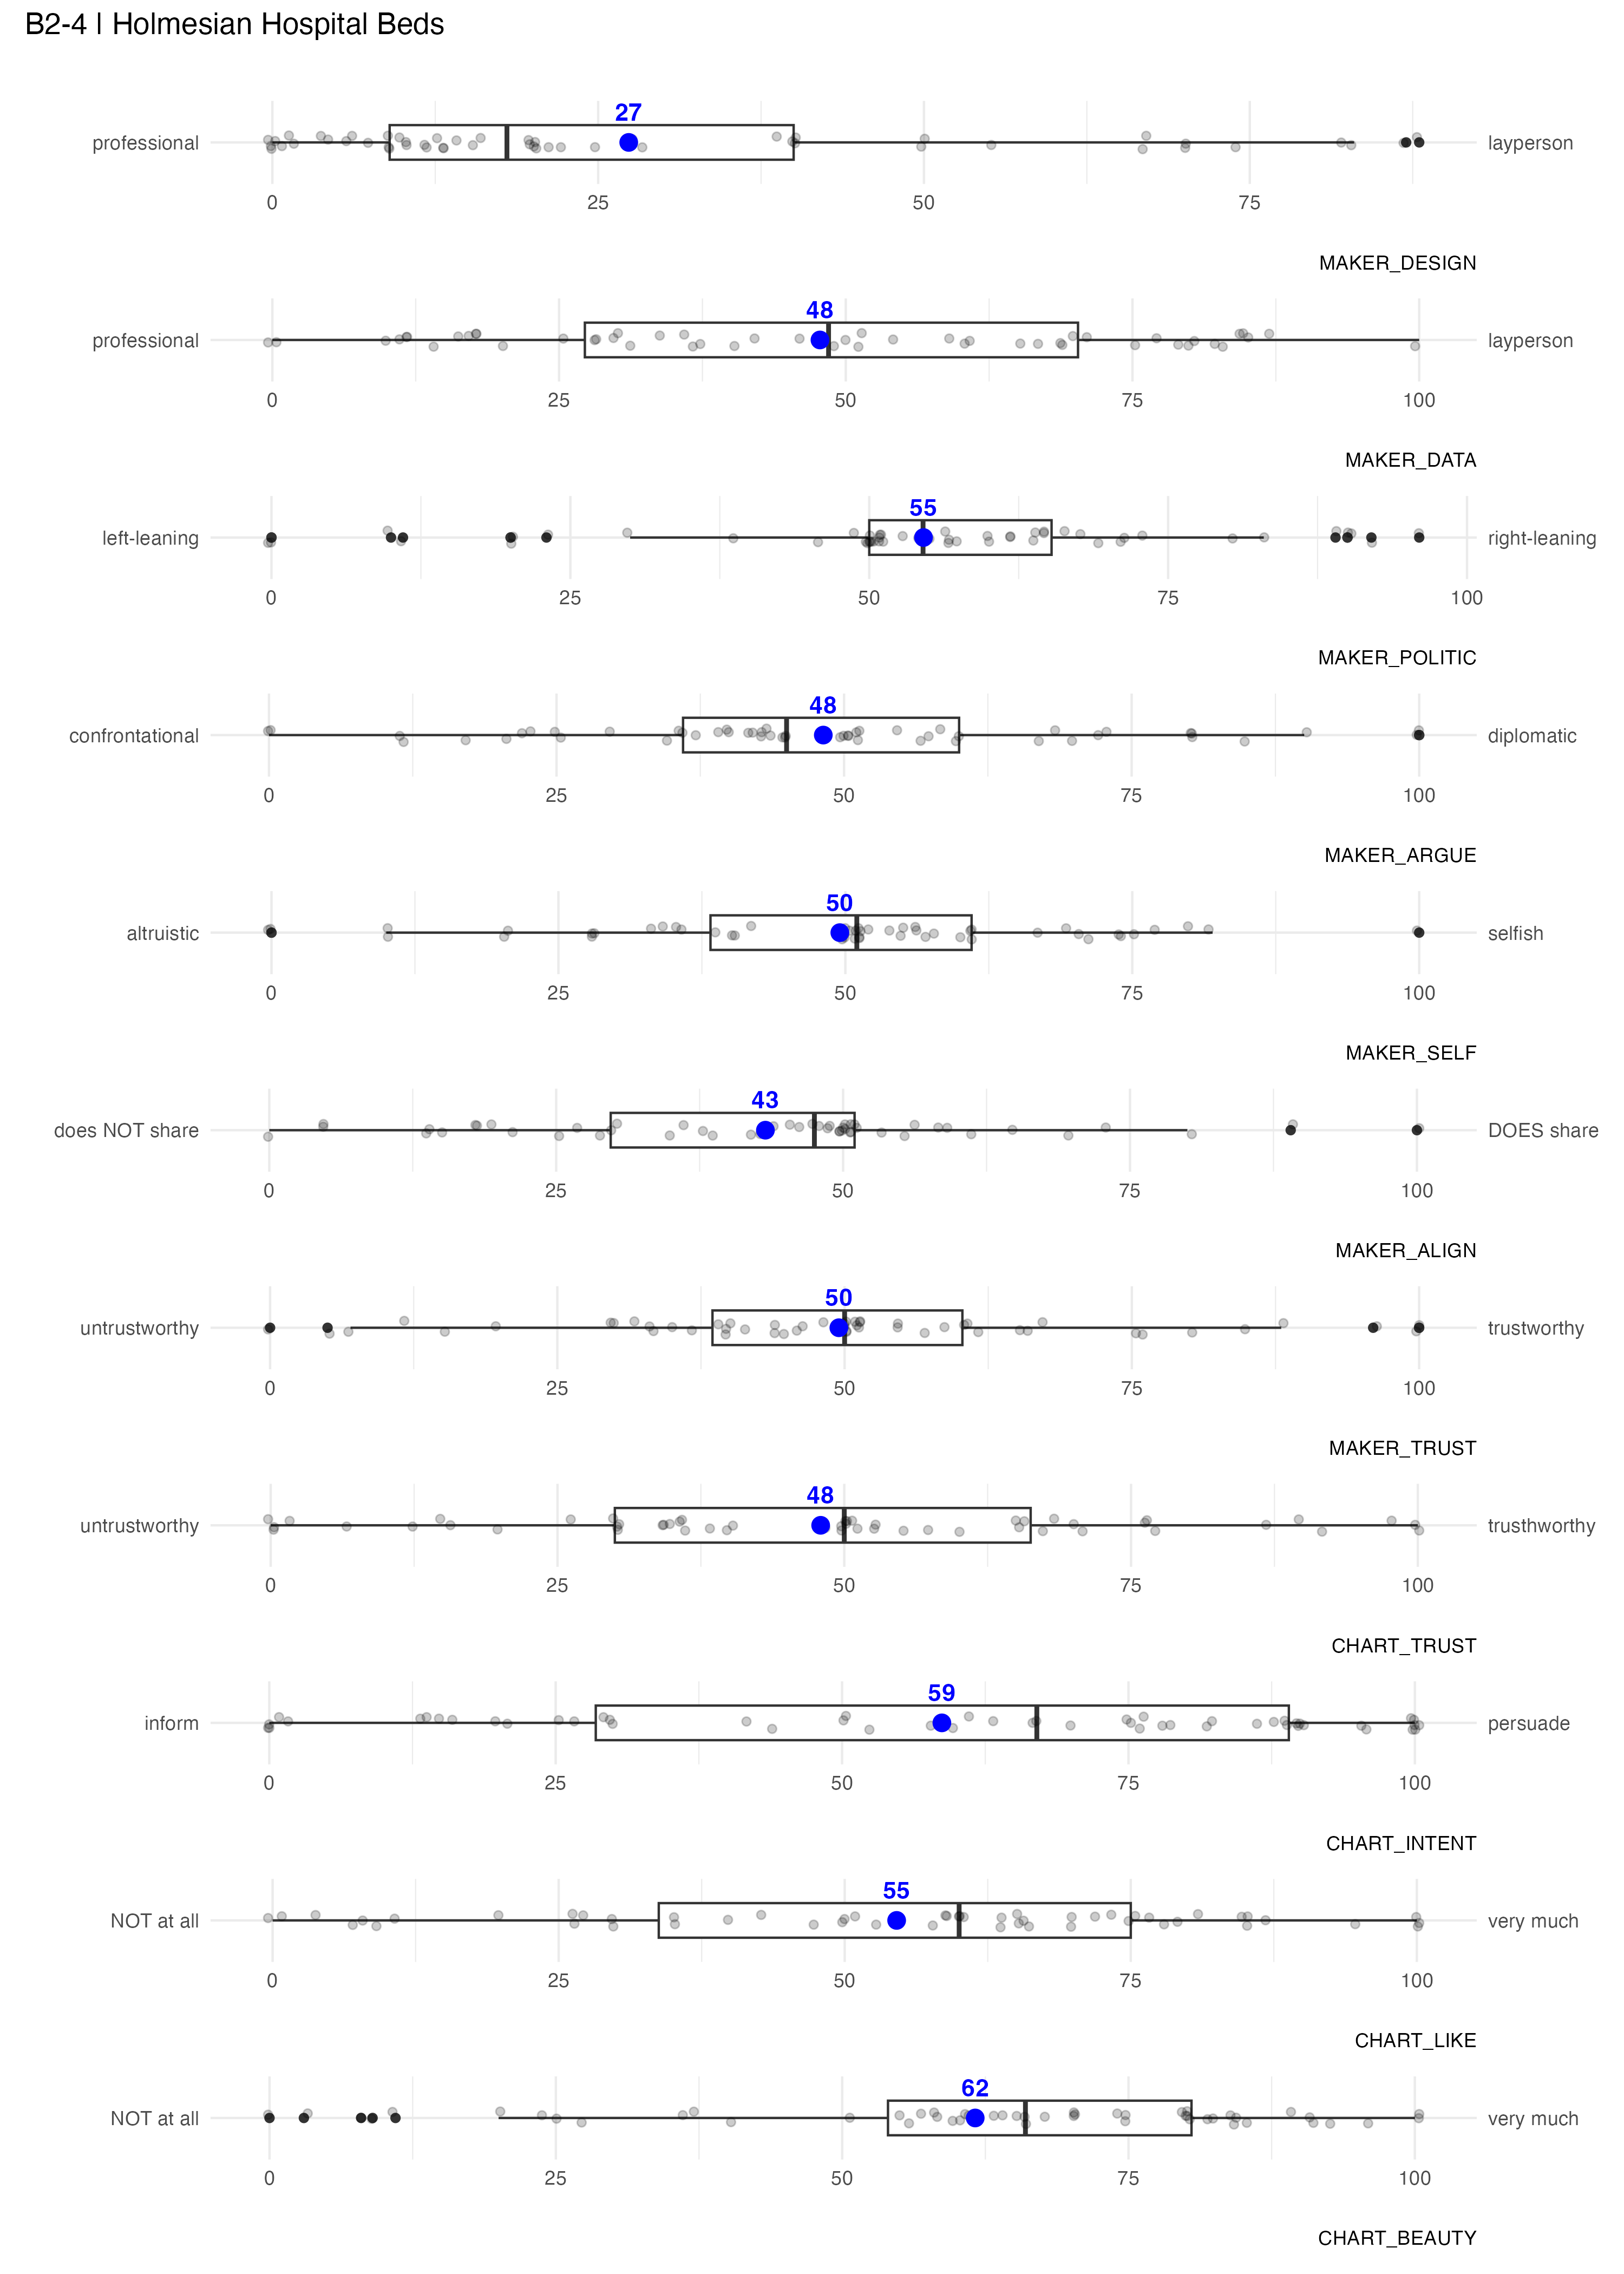 B2-4 | Holmesian Hospital Beds
27
professional layperson
0 25 50 75
MAKER_DESIGN
48
professional layperson
0 25 50 75 100
MAKER_DATA
55
left-leaning right-leaning
0 25 50 75 100
MAKER_POLITIC
48
confrontational diplomatic
0 25 50 75 100
MAKER_ARGUE
50
altruistic selfish
0 25 50 75 100
MAKER_SELF
43
does NOT share DOES share
0 25 50 75 100
MAKER_ALIGN
50
untrustworthy trustworthy
0 25 50 75 100
MAKER_TRUST
48
untrustworthy trusthworthy
0 25 50 75 100
CHART_TRUST
59
inform persuade
0 25 50 75 100
CHART_INTENT
55
NOT at all very much
0 25 50 75 100
CHART_LIKE
62
NOT at all very much
0 25 50 75 100
CHART_BEAUTY